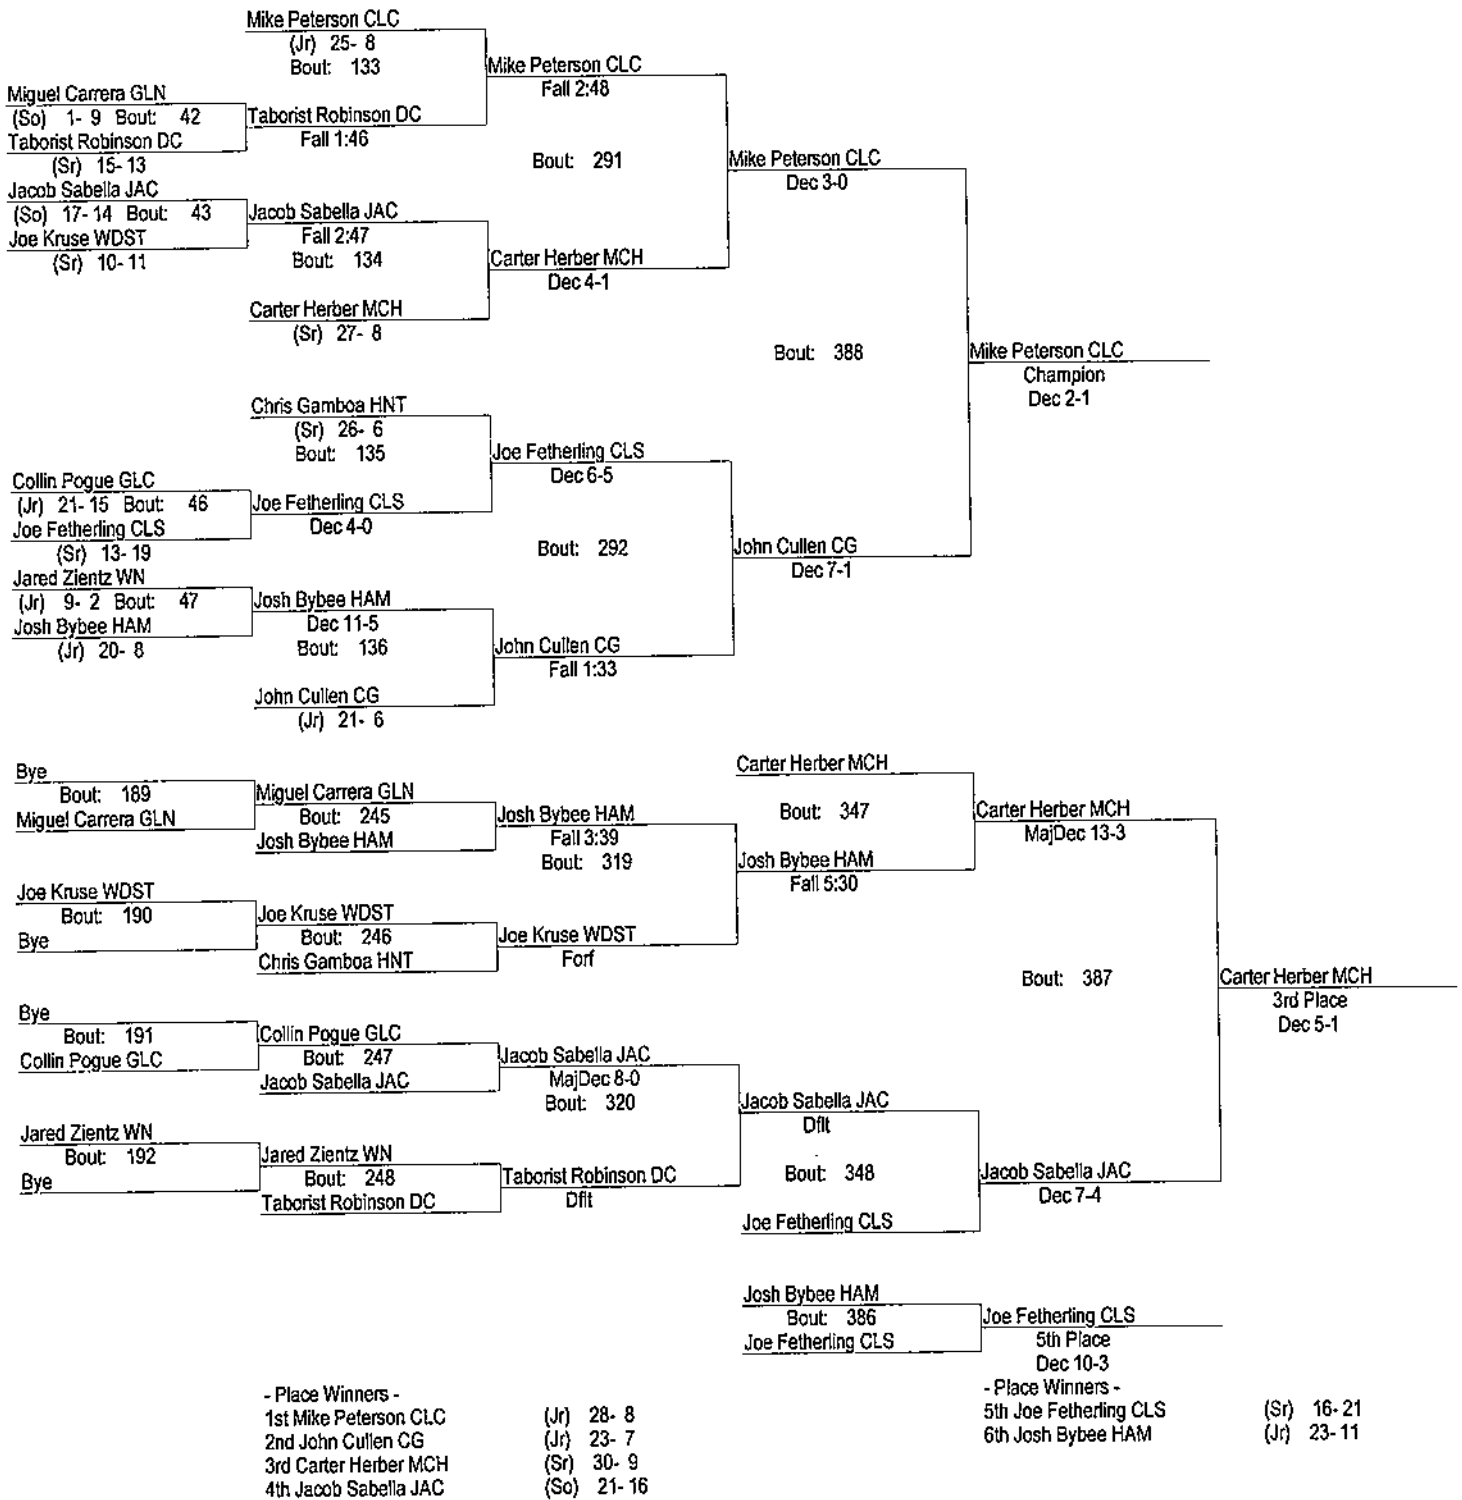 Mike Peterson CLC
(Jr) 25- 8
Bout: 133
Mike Peterson CLC
Fall 2:48
Miguel Carrera GLN
(So) 1- 9 Bout: 42
Taborist Robinson DC
Taborist Robinson DC
Fall 1:46
(Sr) 15- 13
Bout: 291
Mike Peterson CLC
Dec 3-0
Jacob Sabella JAC
(So) 17- 14 Bout: 43
Joe Kruse WDST
(Sr) 10- 11
Jacob Sabella JAC
Fall 2:47
Bout: 134
Carter Herber MCH
Dec 4-1
Carter Herber MCH
(Sr) 27- 8
Bout: 388
Mike Peterson CLC
Champion
Dec 2-1
Chris Gamboa HNT
(Sr) 26- 6
Bout: 135
Joe Fetherling CLS
Dec 6-5
Collin Pogue GLC
(Jr) 21- 15 Bout: 46
Joe Fetherling CLS
(Sr) 13- 19
Joe Fetherling CLS
Dec 4-0
Bout: 292
John Cullen CG
Dec 7-1
Jared Zientz WN
(Jr) 9- 2 Bout: 47
Josh Bybee HAM
(Jr) 20- 8
Josh Bybee HAM
Dec 11-5
Bout: 136
John Cullen CG
Fall 1:33
John Cullen CG
(Jr) 21- 6
Bye
Bout: 189
Miguel Carrera GLN
Miguel Carrera GLN
Bout: 245
Josh Bybee HAM
Josh Bybee HAM
Fall 3:39
Bout: 319
Carter Herber MCH
Bout: 347
Josh Bybee HAM
Fall 5:30
Carter Herber MCH
MajDec 13-3
Joe Kruse WDST
Bout: 190
Bye
Joe Kruse WDST
Bout: 246
Chris Gamboa HNT
Joe Kruse WDST
Forf
Bout: 387
Carter Herber MCH
3rd Place
Dec 5-1
Bye
Bout: 191
Collin Pogue GLC
Collin Pogue GLC
Bout: 247
Jacob Sabella JAC
Jacob Sabella JAC
MajDec 8-0
Bout: 320
Jacob Sabella JAC
Dflt
Bout: 348
Joe Fetherling CLS
Jared Zientz WN
Bout: 192
Bye
Jared Zientz WN
Bout: 248
Taborist Robinson DC
Taborist Robinson DC
Dflt
Jacob Sabella JAC
Dec 7-4
Josh Bybee HAM
Bout: 386
Joe Fetherling CLS
Joe Fetherling CLS
5th Place
Dec 10-3
- Place Winners -
1st Mike Peterson CLC (Jr) 28- 8
2nd John Cullen CG (Jr) 23- 7
3rd Carter Herber MCH (Sr) 30- 9
4th Jacob Sabella JAC (So) 21- 16
- Place Winners -
5th Joe Fetherling CLS (Sr) 16- 21
6th Josh Bybee HAM (Jr) 23- 11